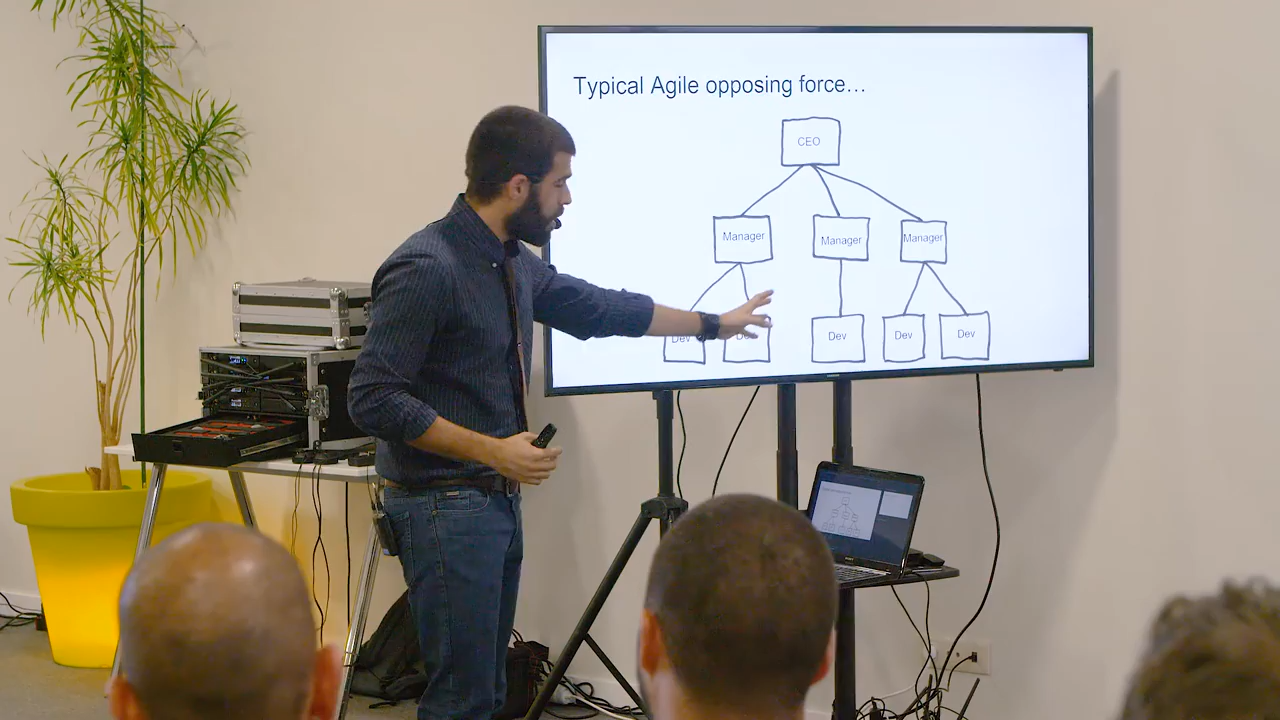 Typical Agile opposing force…
CEO
Manager
Manager
Manager
Dev
Dev
Dev
Dev
Dev